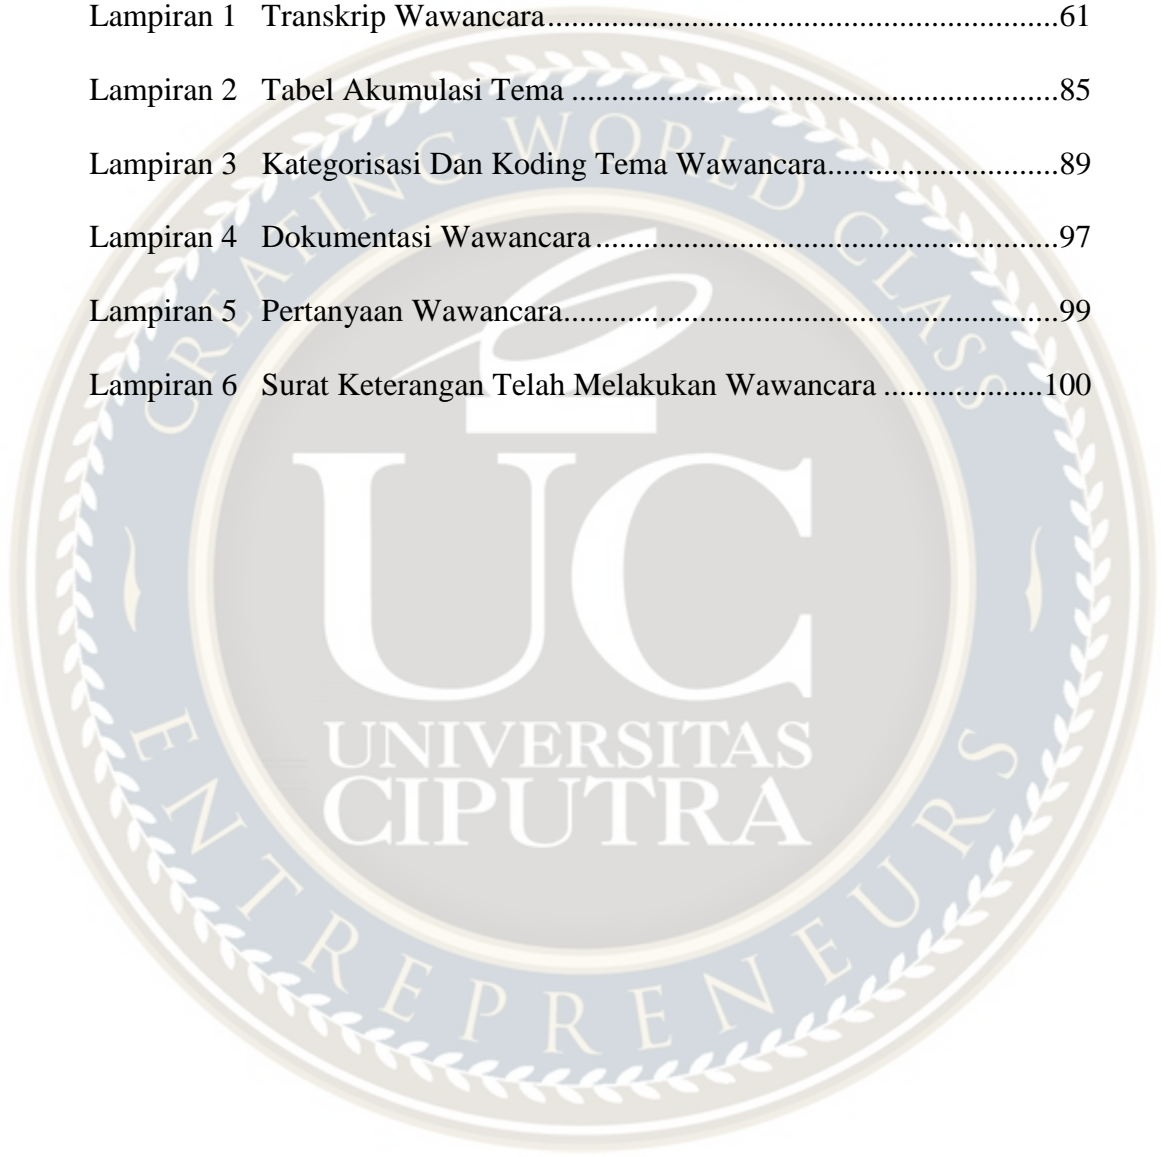 Lampiran 1 Transkrip Wawancara..............................................................61
Lampiran 2 Tabel Akumulasi Tema ...........................................................85
Lampiran 3 Kategorisasi Dan Koding Tema Wawancara............................89
Lampiran 4 Dokumentasi Wawancara ........................................................97
Lampiran 5 Pertanyaan Wawancara............................................................99
Lampiran 6 Surat Keterangan Telah Melakukan Wawancara ...................100
CREATING WORLD CLASS
UC
UNIVERSITAS
CIPUTRA
ENTREPRENEURS